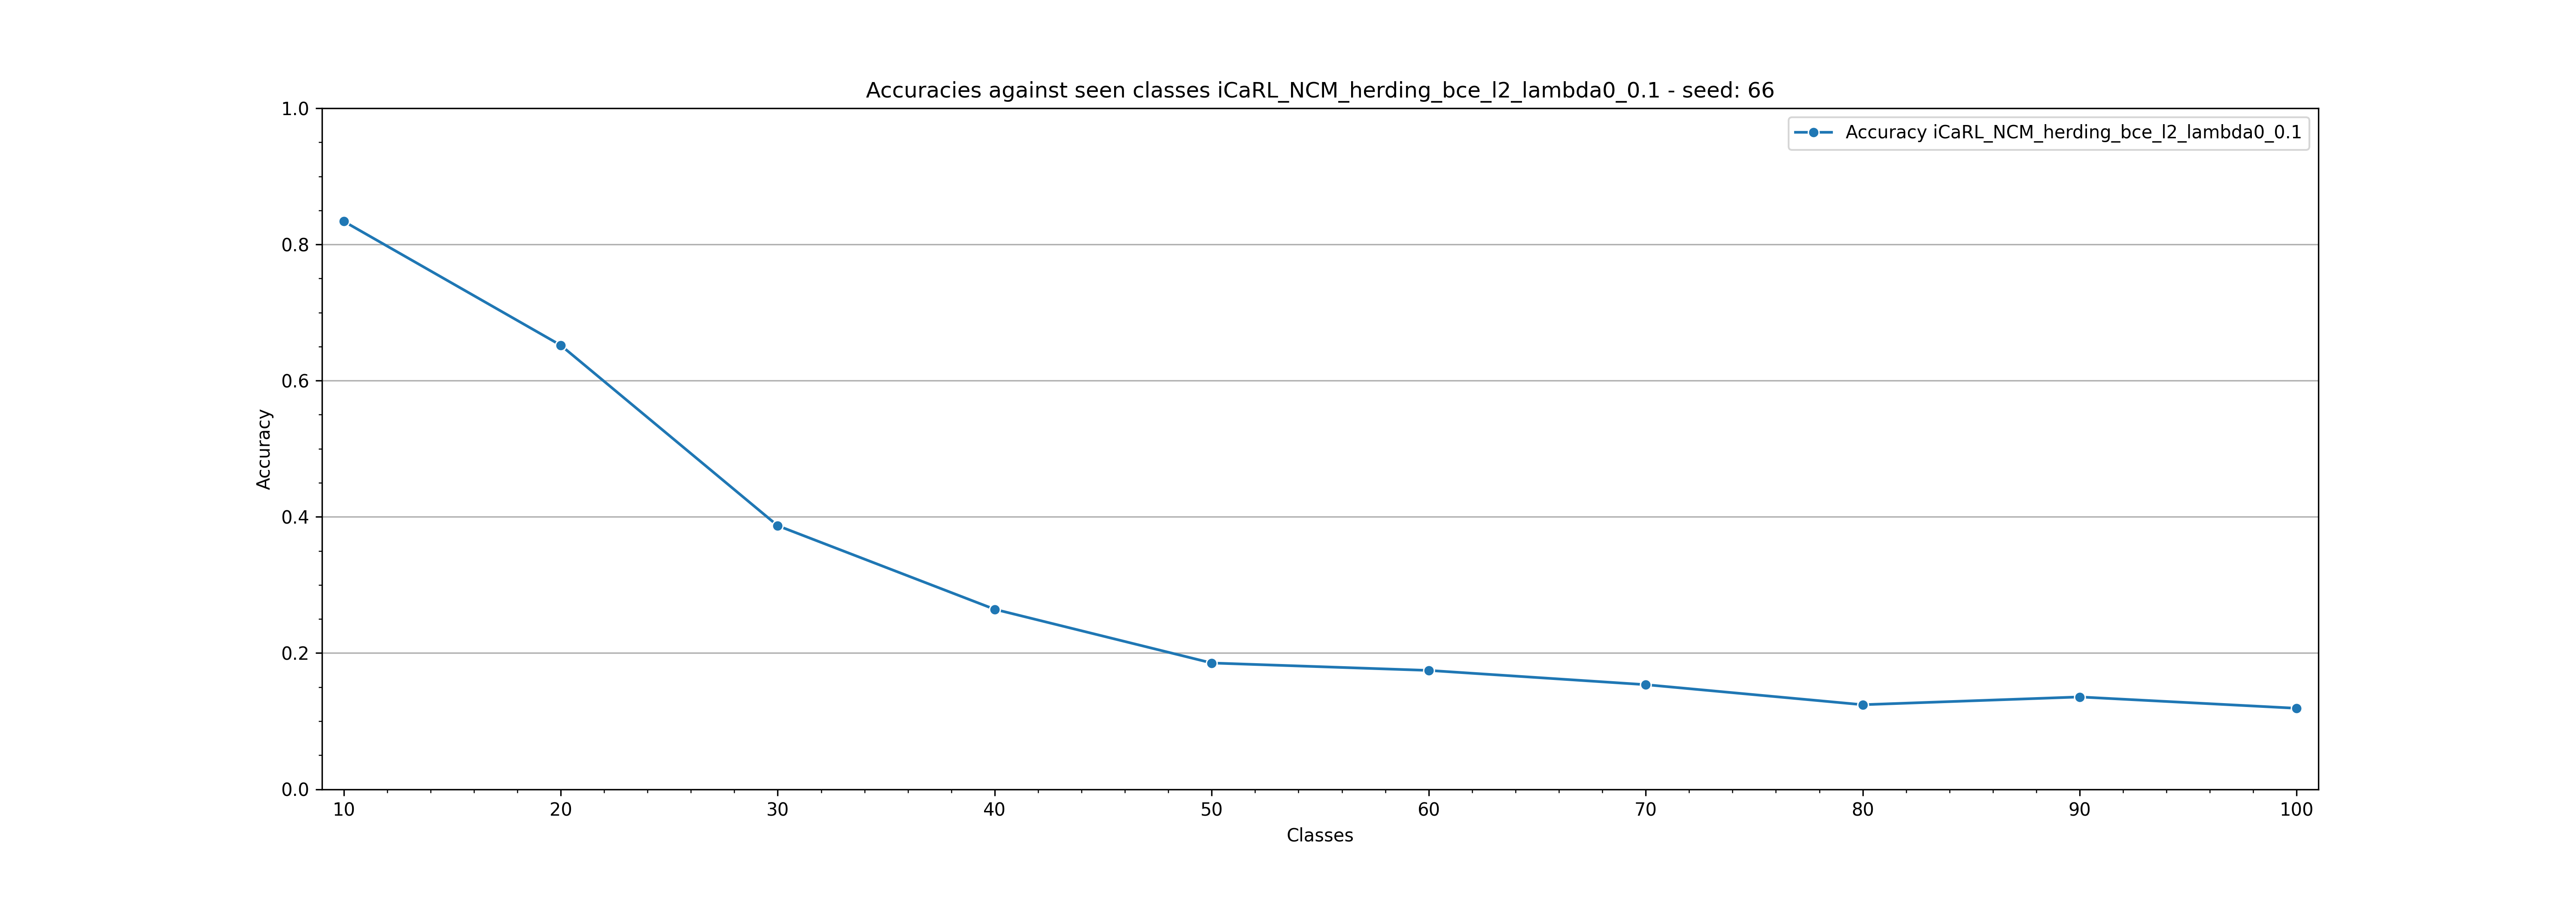 Accuracies against seen classes iCaRL_NCM_herding_bce_l2_lambda0_0.1 - seed: 66
Accuracy iCaRL_NCM_herding_bce_l2_lambda0_0.1
1.0
0.8
0.6
0.4
0.2
0.0
Accuracy
10 20 30 40 50 60 70 80 90 100
Classes